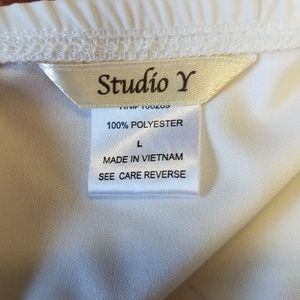 Studio Y
100% POLYESTER
L
MADE IN VIETNAM
SEE CARE REVERSE